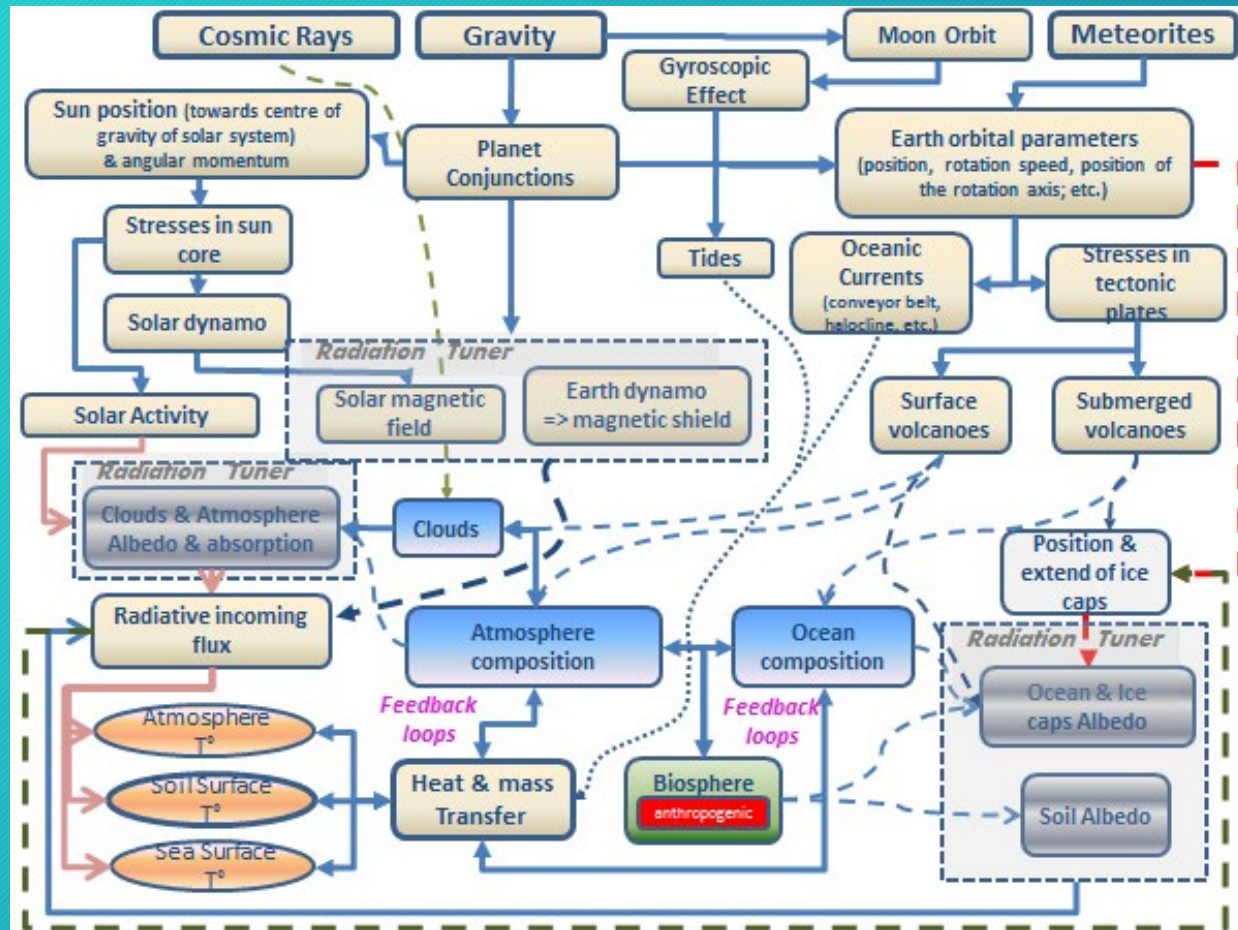 Cosmic Rays
Gravity
Moon Orbit
Meteorites
Gyroscopic
Effect
Sun position (towards centre of
gravity of solar system)
& angular momentum
Planet
Conjunctions
Earth orbital parameters
(position, rotation speed, position of
the rotation axis; etc.)
Stresses in sun
core
Tides
Oceanic
Currents
(conveyor belt,
halocline, etc.)
Stresses in
tectonic
plates
Solar dynamo
Radiation Tuner
Solar magnetic
field
Earth dynamo
=> magnetic shield
Solar Activity
Surface
volcanoes
Submerged
volcanoes
Radiation Tuner
Clouds & Atmosphere
Albedo & absorption
Clouds
Position &
extend of ice
caps
Radiative incoming
flux
Atmosphere
composition
Ocean
composition
Radiation Tuner
Ocean & Ice
caps Albedo
Feedback
loops
Feedback
loops
Atmosphere
T°
Soil Surface
T°
Sea Surface
T°
Heat & mass
Transfer
Biosphere
anthropogenic
Soil Albedo